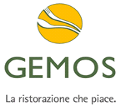 GEMOS
La ristorazione che piace.